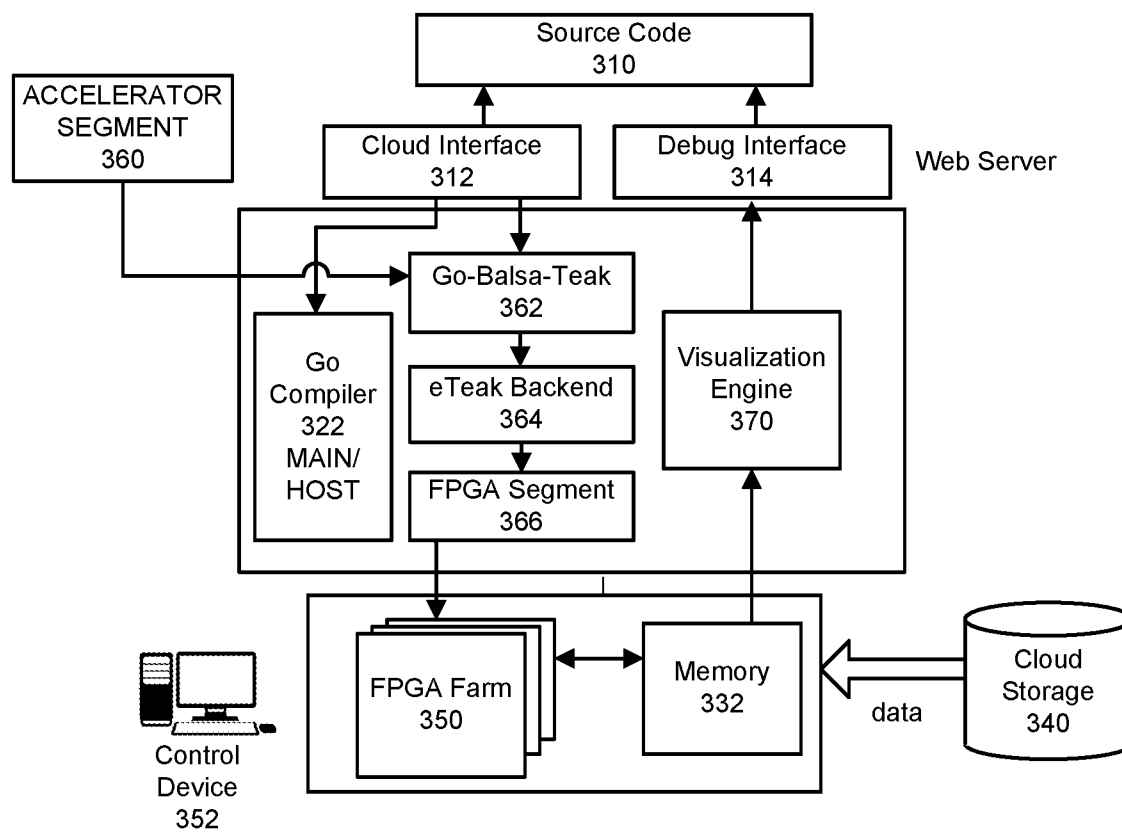 Source Code
310
ACCELERATOR
SEGMENT
360
Cloud Interface
312
Debug Interface
314
Web Server
Go-Balsa-Teak
362
Go
Compiler
322
MAIN/
HOST
eTeak Backend
364
FPGA Segment
366
Visualization
Engine
370
FPGA Farm
350
Memory
332
data
Cloud
Storage
340
Control
Device
352